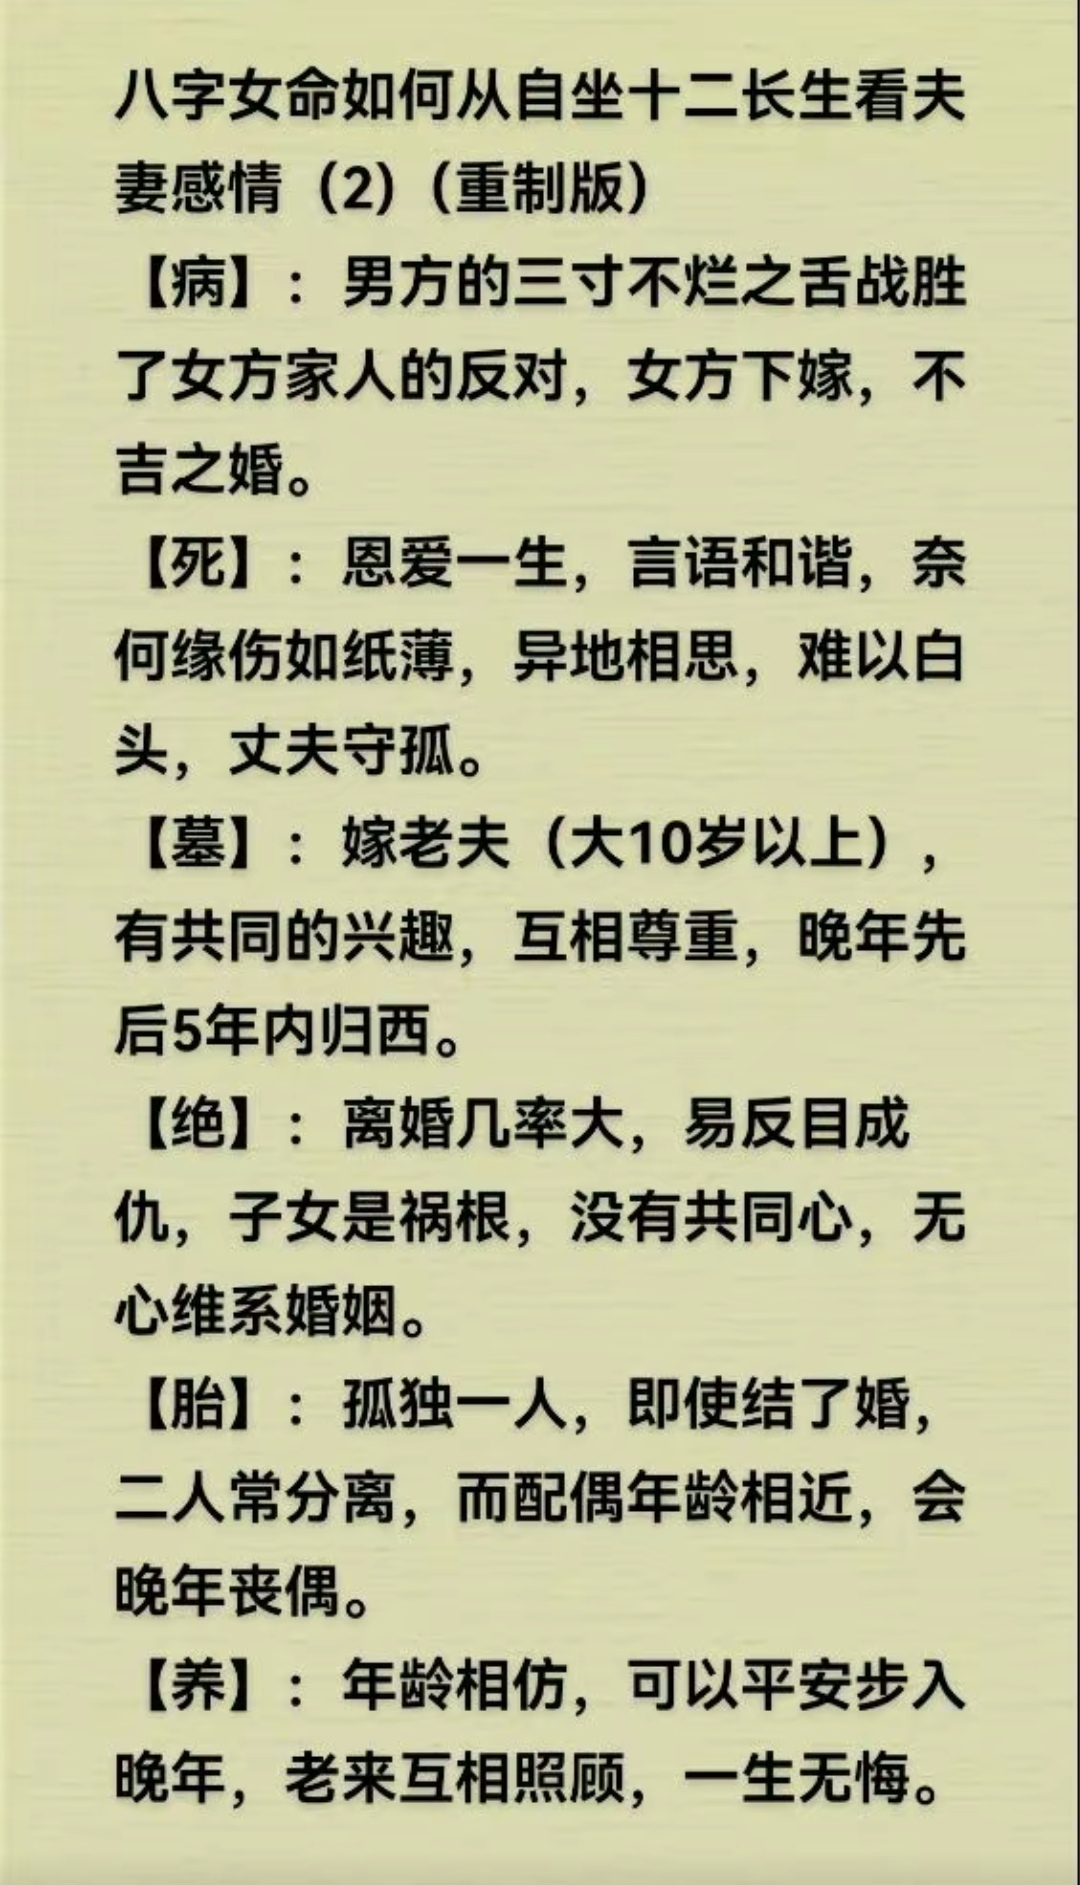 八字女命如何从自坐十二长生看夫
妻感情（2）（重制版）
【病】：男方的三寸不烂之舌战胜
了女方家人的反对，女方下嫁，不
吉之婚。
【死】：恩爱一生，言语和谐，奈
何缘伤如纸薄，异地相思，难以白
头，丈夫守孤。
【墓】：嫁老夫（大10岁以上），
有共同的兴趣，互相尊重，晚年先
后5年内归西。
【绝】：离婚几率大，易反目成
仇，子女是祸根，没有共同心，无
心维系婚姻。
【胎】：孤独一人，即使结了婚，
二人常分离，而配偶年龄相近，会
晚年丧偶。
【养】：年龄相仿，可以平安步入
晚年，老来互相照顾，一生无悔。